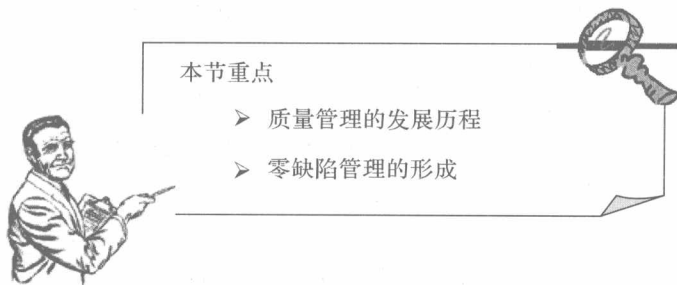 本节重点
➢ 质量管理的发展历程
➢ 零缺陷管理的形成